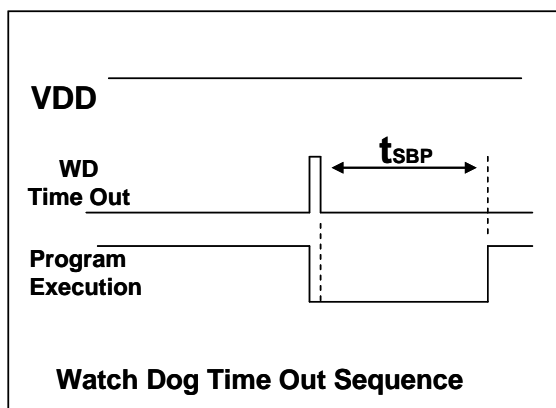 VDD
tSBP
WD
Time Out
Program
Execution
Watch Dog Time Out Sequence